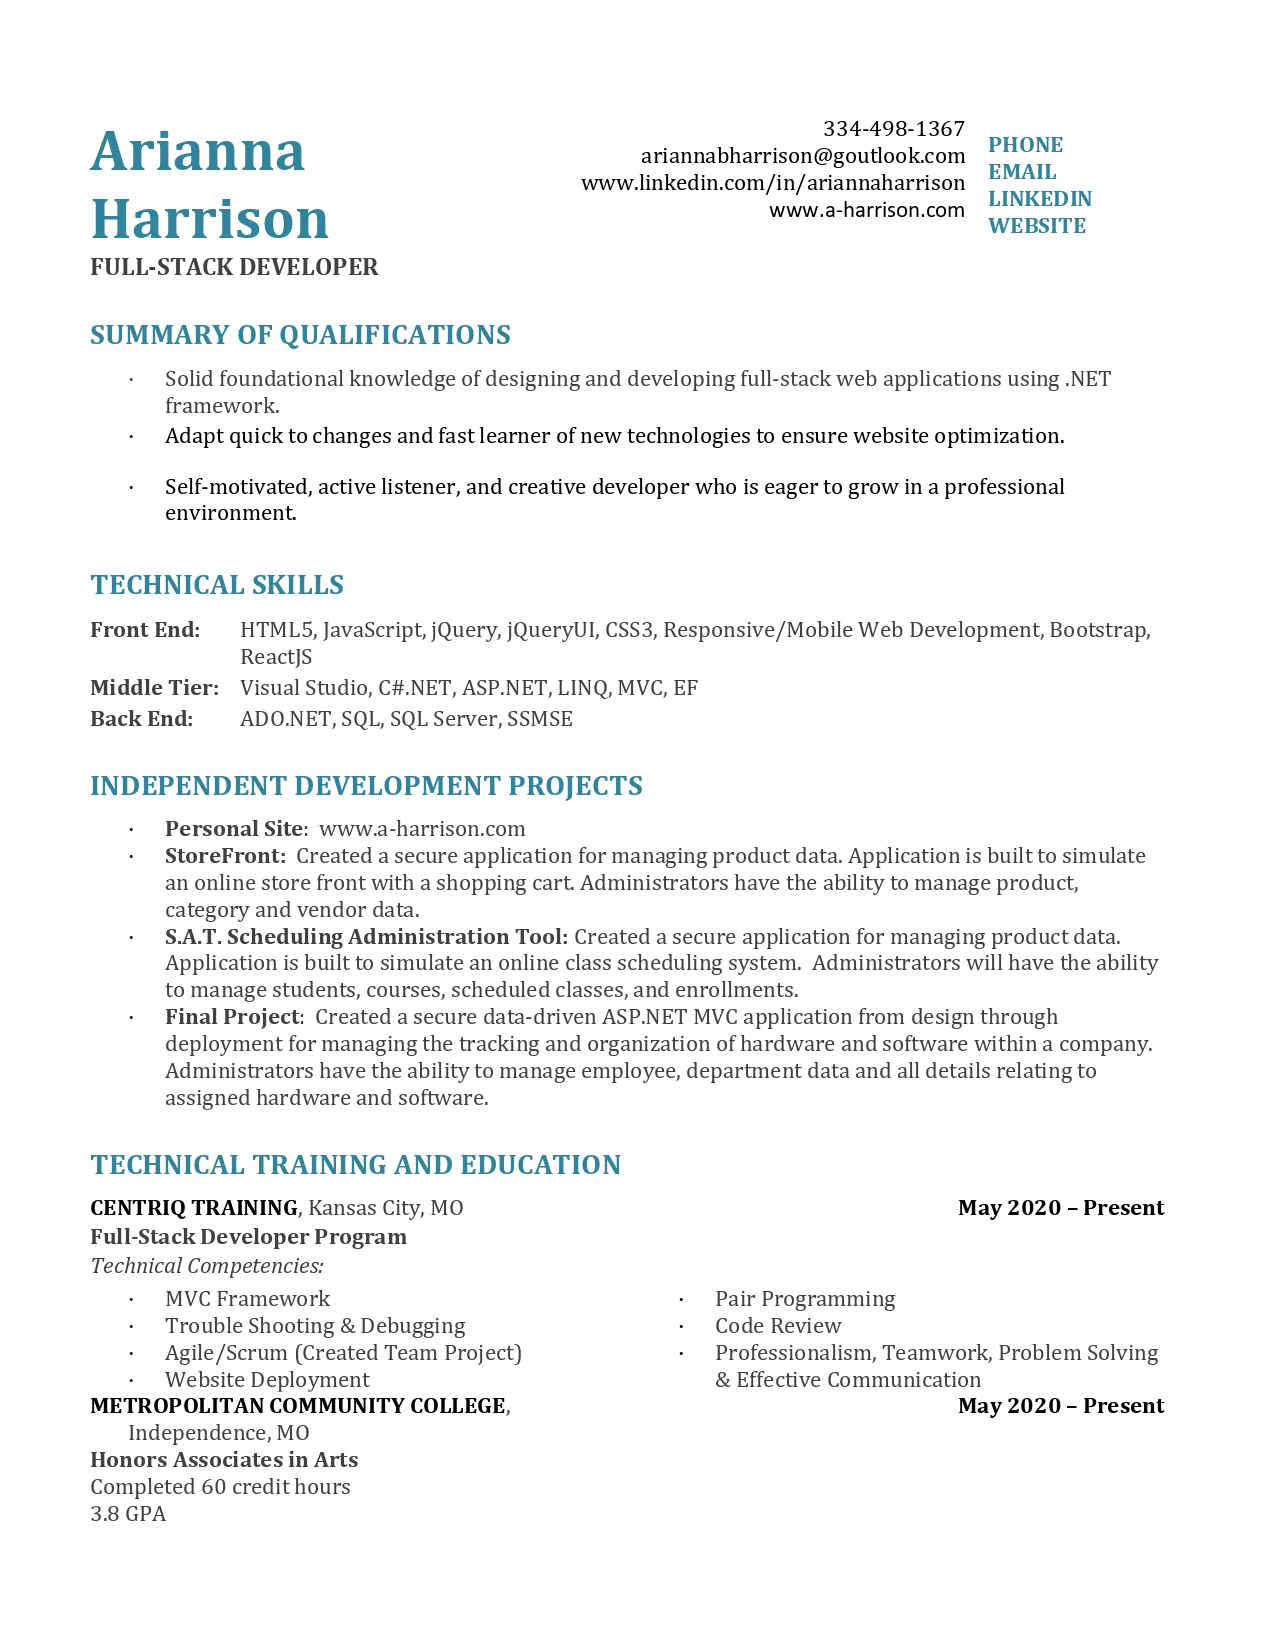 Arianna
Harrison
FULL-STACK DEVELOPER
334-498-1367
ariannabharrison@goutlook.com
www.linkedin.com/in/ariannaharrison
www.a-harrison.com
PHONE
EMAIL
LINKEDIN
WEBSITE
SUMMARY OF QUALIFICATIONS
· Solid foundational knowledge of designing and developing full-stack web applications using .NET
framework.
· Adapt quick to changes and fast learner of new technologies to ensure website optimization.
· Self-motivated, active listener, and creative developer who is eager to grow in a professional
environment.
TECHNICAL SKILLS
Front End: HTML5, JavaScript, jQuery, jQueryUI, CSS3, Responsive/Mobile Web Development, Bootstrap,
ReactJS
Middle Tier: Visual Studio, C#.NET, ASP.NET, LINQ, MVC, EF
Back End: ADO.NET, SQL, SQL Server, SSMSE
INDEPENDENT DEVELOPMENT PROJECTS
· Personal Site: www.a-harrison.com
· StoreFront: Created a secure application for managing product data. Application is built to simulate
an online store front with a shopping cart. Administrators have the ability to manage product,
category and vendor data.
· S.A.T. Scheduling Administration Tool: Created a secure application for managing product data.
Application is built to simulate an online class scheduling system. Administrators will have the ability
to manage students, courses, scheduled classes, and enrollments.
· Final Project: Created a secure data-driven ASP.NET MVC application from design through
deployment for managing the tracking and organization of hardware and software within a company.
Administrators have the ability to manage employee, department data and all details relating to
assigned hardware and software.
TECHNICAL TRAINING AND EDUCATION
CENTRIQ TRAINING, Kansas City, MO May 2020 – Present
Full-Stack Developer Program
Technical Competencies:
· MVC Framework
· Trouble Shooting & Debugging
· Agile/Scrum (Created Team Project)
· Website Deployment
· Pair Programming
· Code Review
· Professionalism, Teamwork, Problem Solving
& Effective Communication
METROPOLITAN COMMUNITY COLLEGE, May 2020 – Present
Independence, MO
Honors Associates in Arts
Completed 60 credit hours
3.8 GPA